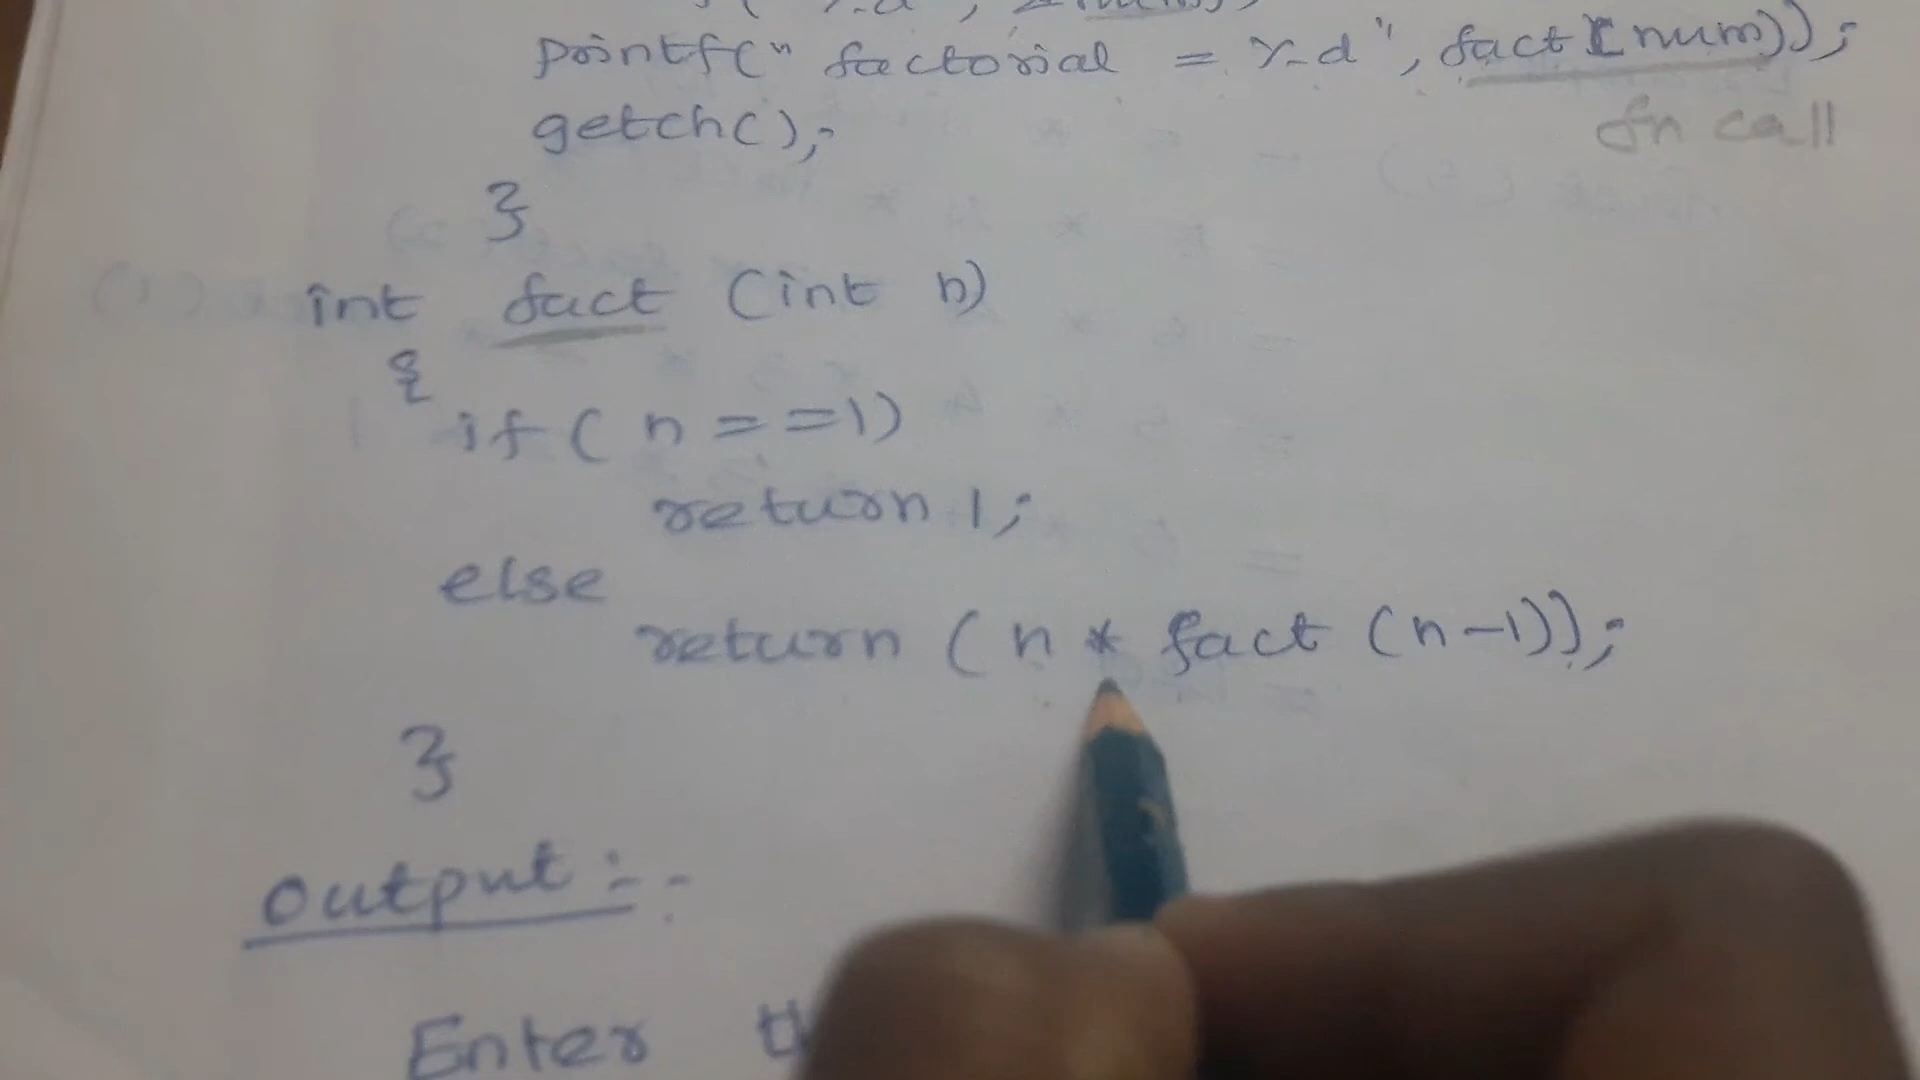 printf(" factorial = %d", fact(num));
fn call
getch();
}
int fact (int n)
{
if ( n = =1)
return 1;
else
return ( n * fact (n-1));
}
Output :-
Enter